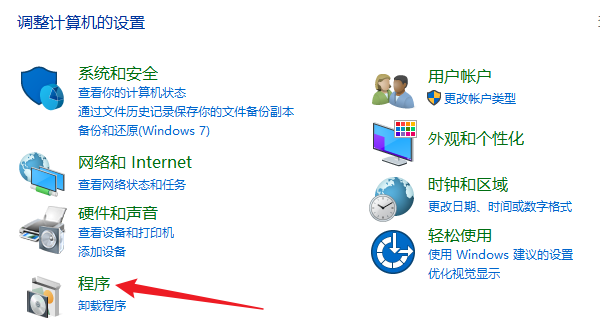 调整计算机的设置
系统和安全
查看你的计算机状态
通过文件历史记录保存你的文件备份副本
备份和还原(Windows 7)
网络和 Internet
查看网络状态和任务
硬件和声音
查看设备和打印机
添加设备
程序
卸载程序
用户帐户
更改帐户类型
外观和个性化
时钟和区域
更改日期、时间或数字格式
轻松使用
使用 Windows 建议的设置
优化视觉显示